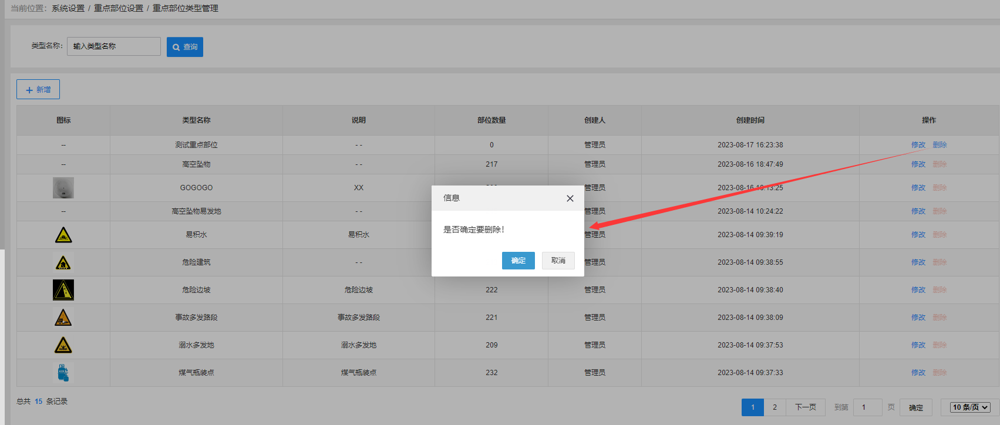 当前位置：系统设置 / 重点部位设置 / 重点部位类型管理
类型名称： 输入类型名称 查询
新增
图标 类型名称 说明 部位数量 创建人 创建时间 操作
-- 测试重点部位 - - 0 管理员 2023-08-17 16:23:38 修改 删除
-- 高空坠物 - - 217 管理员 2023-08-16 18:47:49 修改 删除
GOGOGO XX 管理员 2023-08-16 16:13:25 修改 删除
-- 高空坠物易发地 - - 管理员 2023-08-14 10:24:22 修改 删除
易积水 易积水 管理员 2023-08-14 09:39:19 修改 删除
危险建筑 - - 管理员 2023-08-14 09:38:55 修改 删除
危险边坡 危险边坡 222 管理员 2023-08-14 09:38:40 修改 删除
事故多发路段 事故多发路段 221 管理员 2023-08-14 09:38:09 修改 删除
溺水多发地 溺水多发地 209 管理员 2023-08-14 09:37:53 修改 删除
煤气瓶装点 煤气瓶装点 232 管理员 2023-08-14 09:37:33 修改 删除
信息
是否确定要删除！
确定 取消
总共 15 条记录
1 2 下一页 到第 1 页 确定 10 条/页